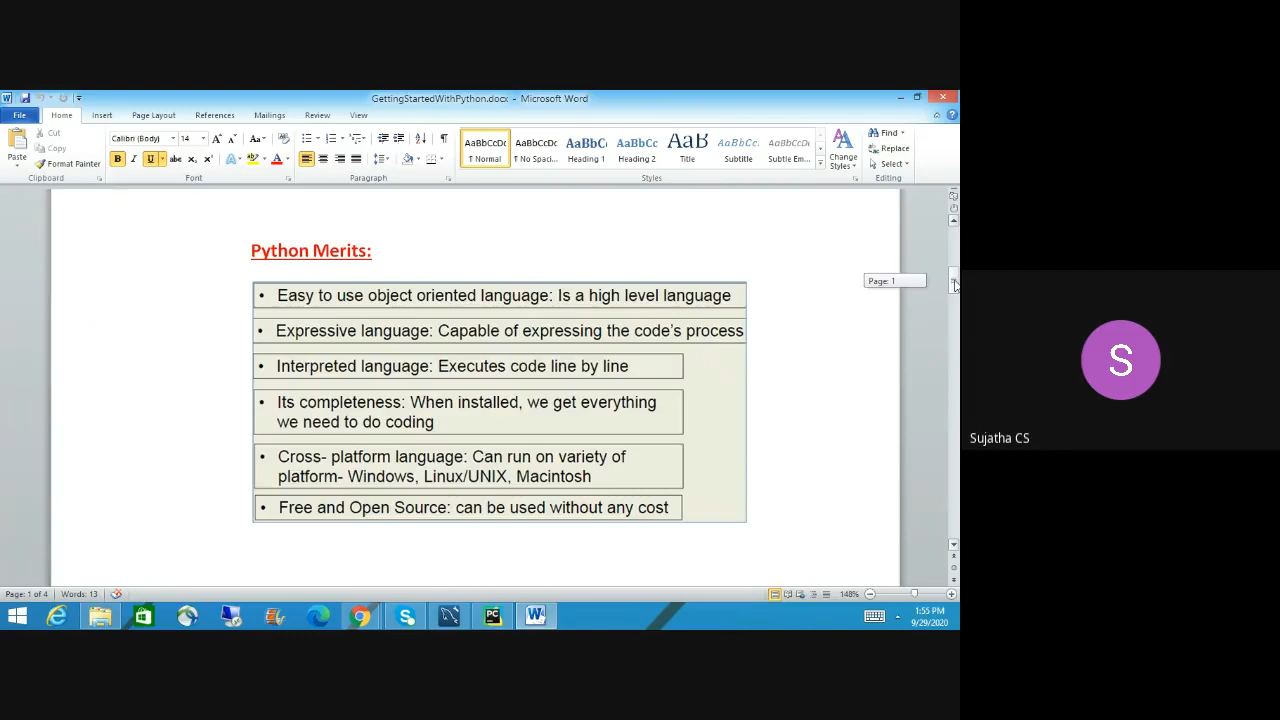 GettingStartedWithPython.docx - Microsoft Word
File Home Insert Page Layout References Mailings Review View
Paste
Cut
Copy
Format Painter
Clipboard
Calibri (Body) 14
Font
Paragraph
AaBbCcDc AaBbCcDc AaBbC AaBbCc AaB AaBbCc. AaBbCcDc
¶ Normal ¶ No Spaci... Heading 1 Heading 2 Title Subtitle Subtle Em...
Styles
Change
Styles
Find
Replace
Select
Editing
Python Merits:
Page: 1
• Easy to use object oriented language: Is a high level language
• Expressive language: Capable of expressing the code's process
• Interpreted language: Executes code line by line
• Its completeness: When installed, we get everything
we need to do coding
• Cross- platform language: Can run on variety of
platform- Windows, Linux/UNIX, Macintosh
• Free and Open Source: can be used without any cost
Page: 1 of 4 Words: 13
148%
1:55 PM
9/29/2020
S
Sujatha CS